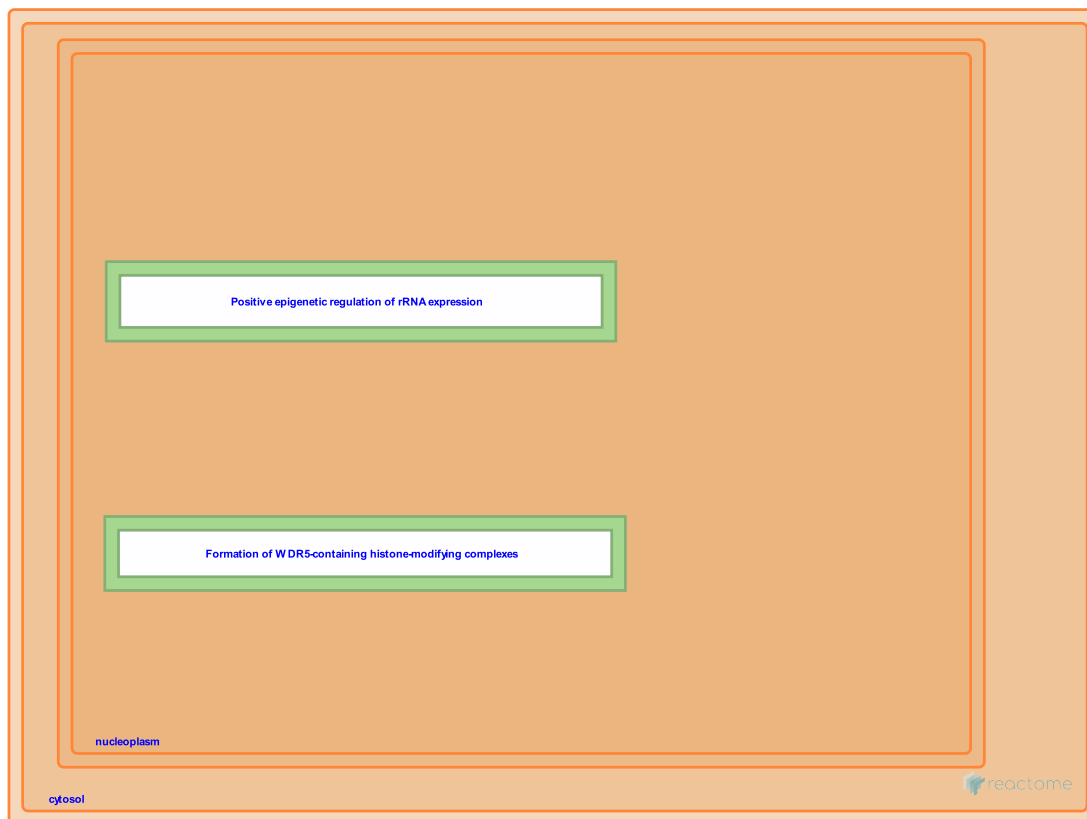 Positive epigenetic regulation of rRNA expression
Formation of WDR5-containing histone-modifying complexes
nucleoplasm
reactome
cytosol